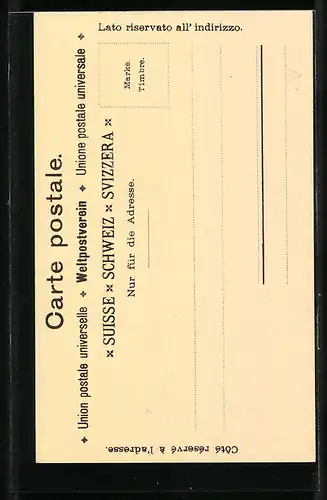 Carte postale.
✦ Union postale universelle ✦ Weltpostverein ✦ Unione postale universale ✦
× SUISSE × SCHWEIZ × SVIZZERA ×
Nur für die Adresse.
Marke.
Timbre.
Lato riservato all' indirizzo.
Côté réservé à l'adresse.